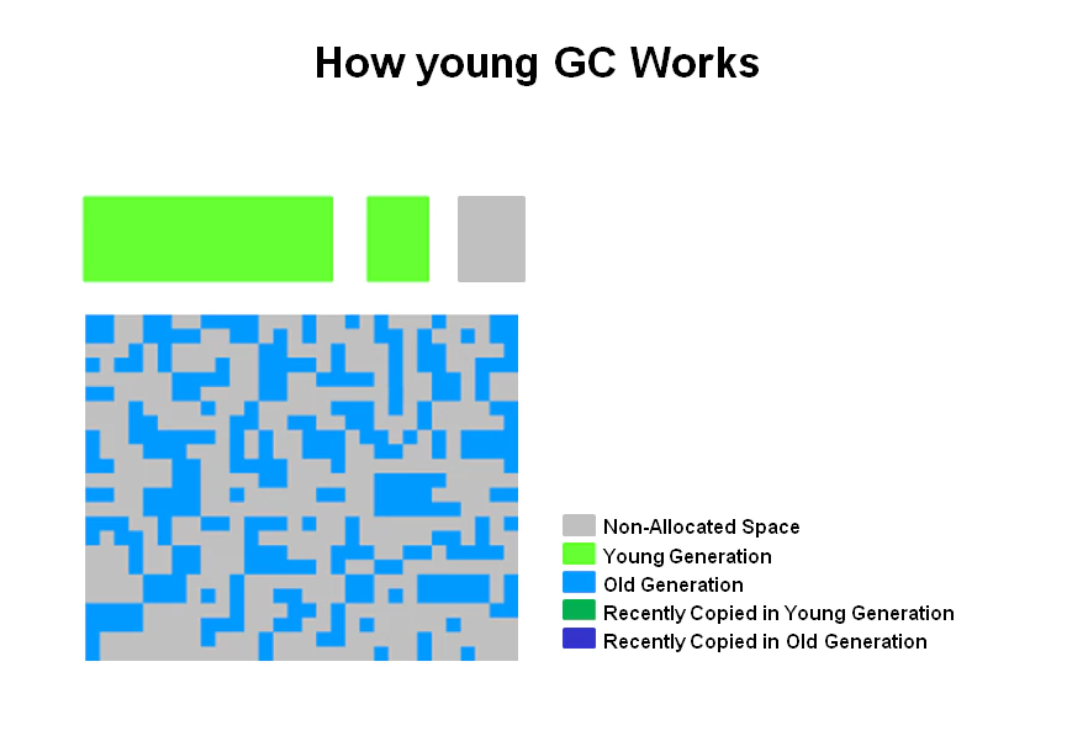 How young GC Works
Non-Allocated Space
Young Generation
Old Generation
Recently Copied in Young Generation
Recently Copied in Old Generation